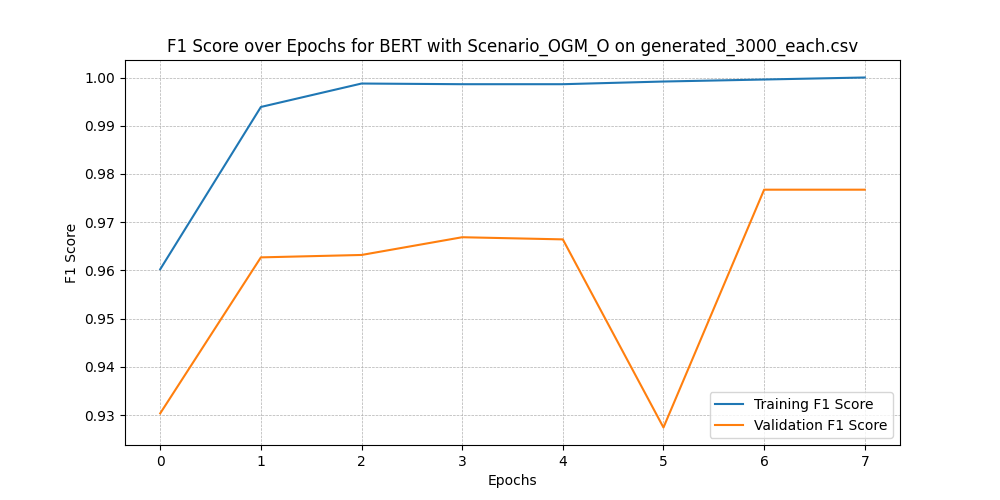 F1 Score over Epochs for BERT with Scenario_OGM_O on generated_3000_each.csv
F1 Score
1.00
0.99
0.98
0.97
0.96
0.95
0.94
0.93
0 1 2 3 4 5 6 7
Epochs
Training F1 Score
Validation F1 Score